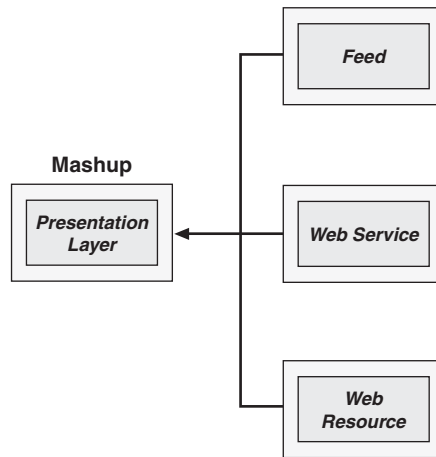 Feed
Mashup
Presentation
Layer
Web Service
Web
Resource